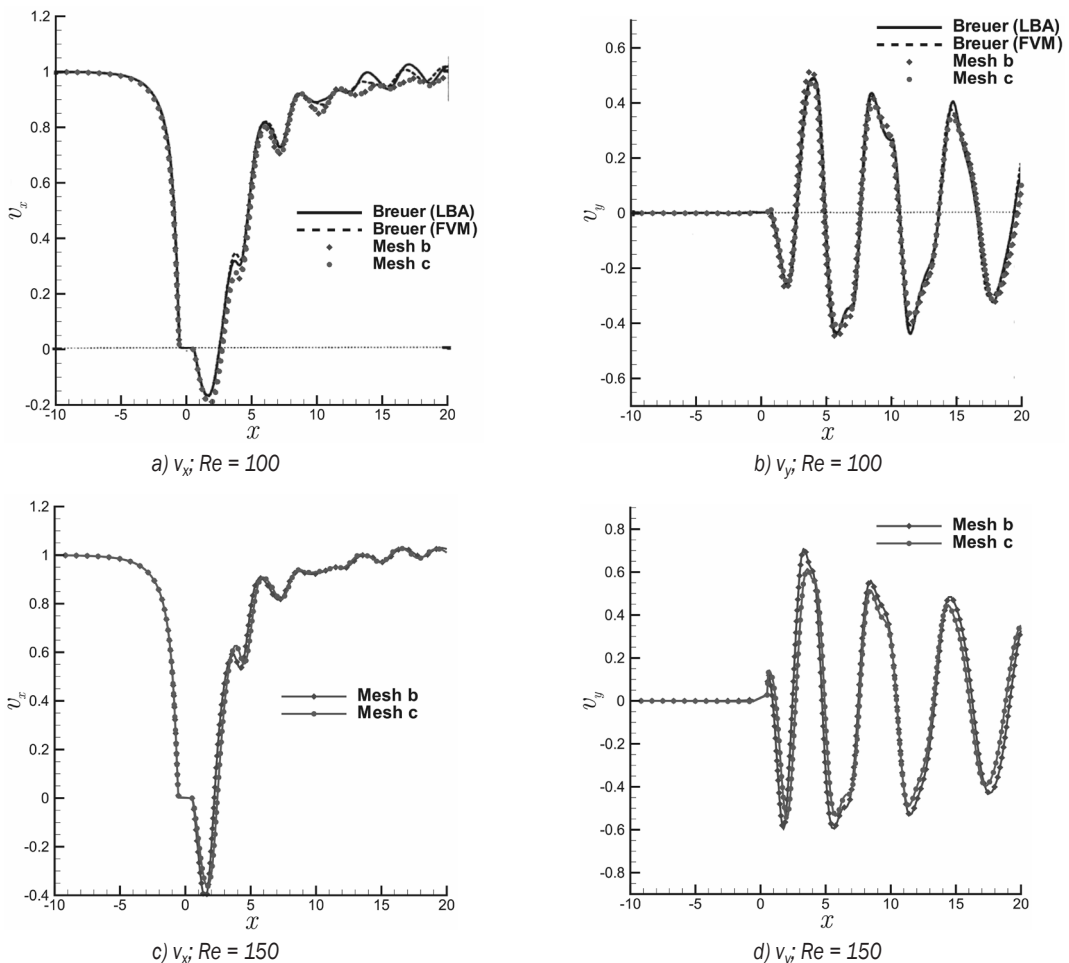 1.2
1
0.8
0.6
0.4
0.2
0
-0.2
-10 -5 0 5 10 15 20
vₓ
x
Breuer (LBA)
Breuer (FVM)
Mesh b
Mesh c
a) vₓ; Re = 100
0.6
0.4
0.2
0
-0.2
-0.4
-0.6
-10 -5 0 5 10 15 20
v_y
x
Breuer (LBA)
Breuer (FVM)
Mesh b
Mesh c
b) v_y; Re = 100
1.2
1
0.8
0.6
0.4
0.2
0
-0.2
-0.4
-10 -5 0 5 10 15 20
vₓ
x
Mesh b
Mesh c
c) vₓ; Re = 150
0.8
0.6
0.4
0.2
0
-0.2
-0.4
-0.6
-0.8
-10 -5 0 5 10 15 20
v_y
x
Mesh b
Mesh c
d) v_y; Re = 150